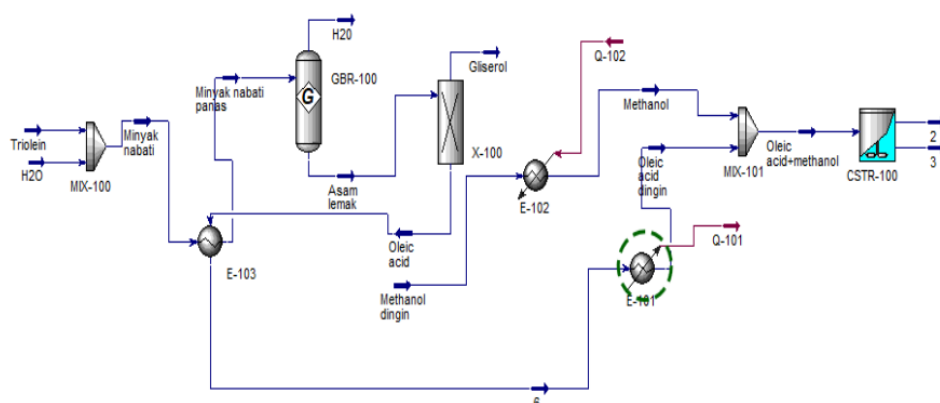 H20
GBR-100
G
Minyak nabati
panas
Gliserol
Q-102
Triolein
Minyak
nabati
H2O
MIX-100
X-100
Methanol
Asam
lemak
E-102
Oleic
acid
dingin
MIX-101
Oleic
acid+methanol
2
3
CSTR-100
E-103
Oleic
acid
Methanol
dingin
Q-101
E-101
6